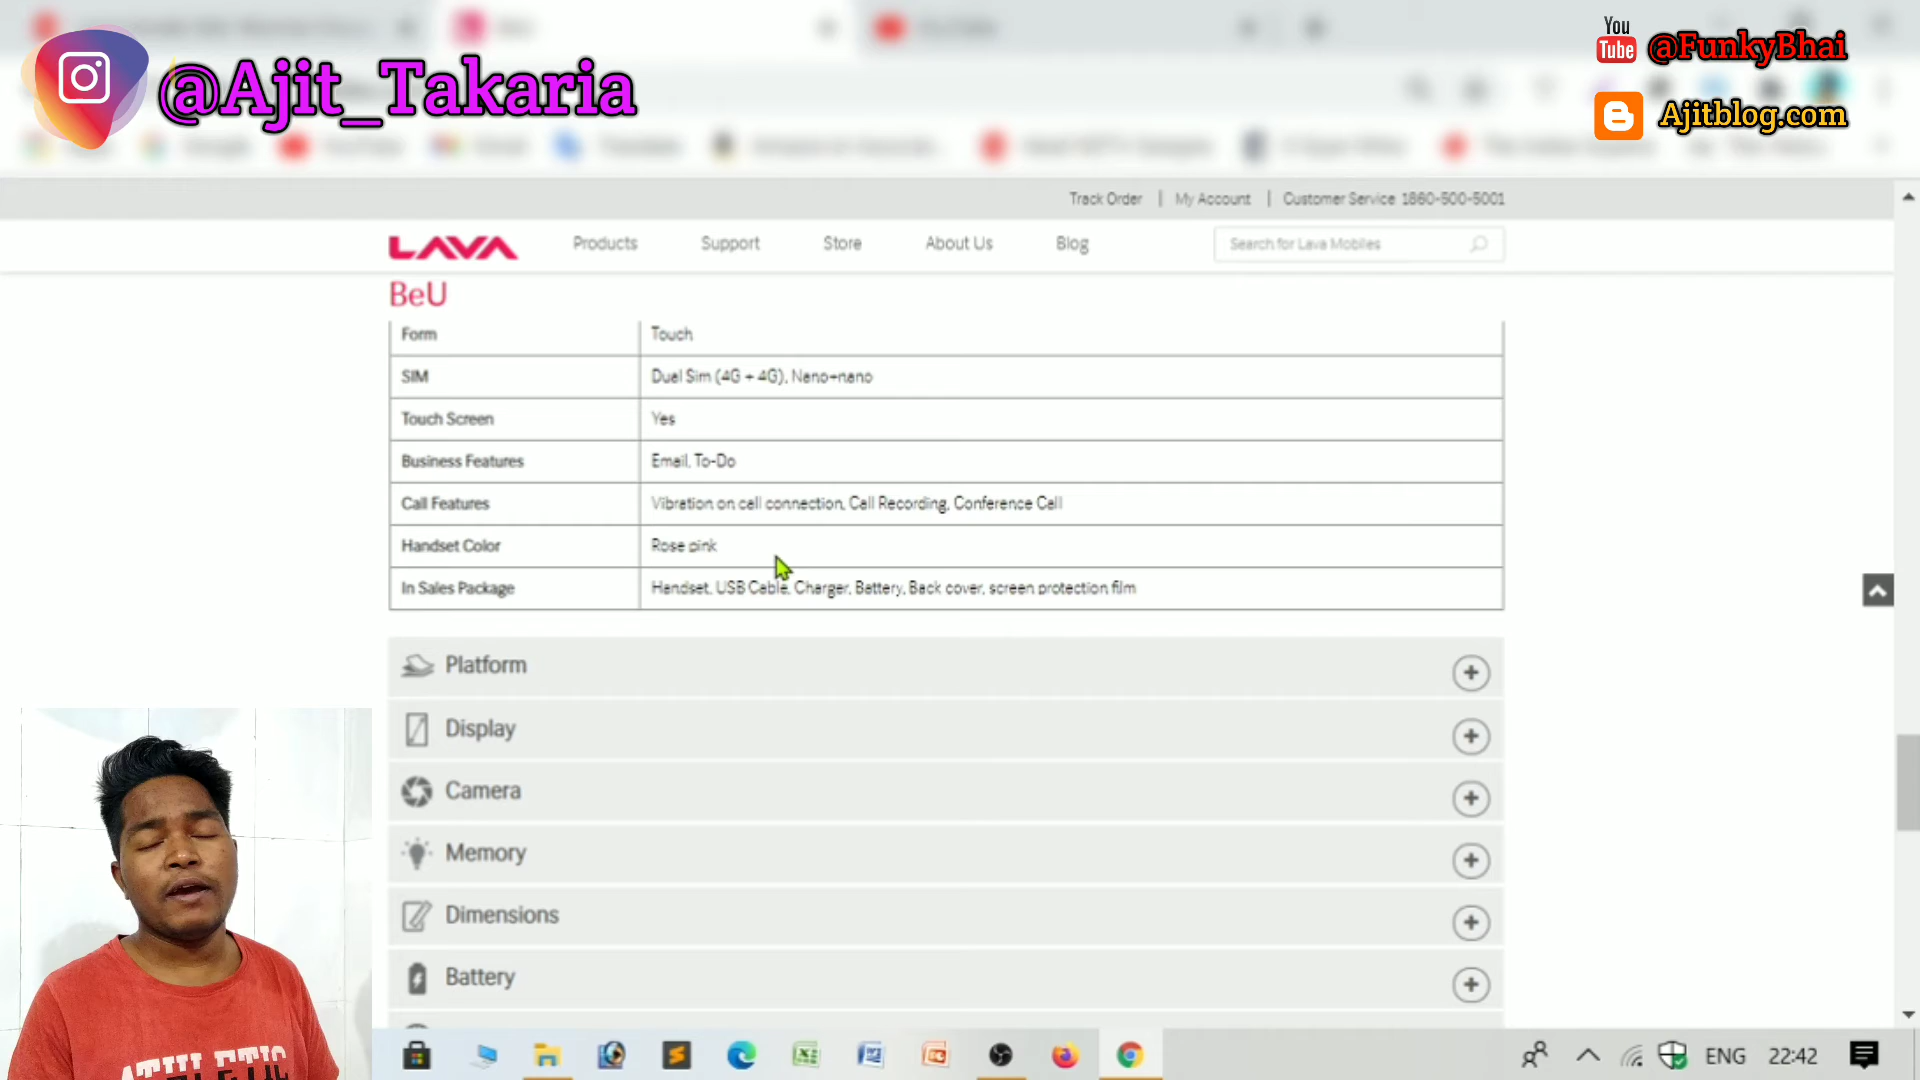 @Ajit_Takaria
You
Tube
@FunkyBhai
Ajitblog.com
Track Order | My Account | Customer Service 1860-500-5001
LAVA
Products
Support
Store
About Us
Blog
Search for Lava Mobiles
BeU
Form Touch
SIM Dual Sim (4G + 4G), Nano+nano
Touch Screen Yes
Business Features Email, To-Do
Call Features Vibration on call connection, Call Recording, Conference Call
Handset Color Rose pink
In Sales Package Handset, USB Cable, Charger, Battery, Back cover, screen protection film
Platform
Display
Camera
Memory
Dimensions
Battery
ATHLETIC
ENG
22:42